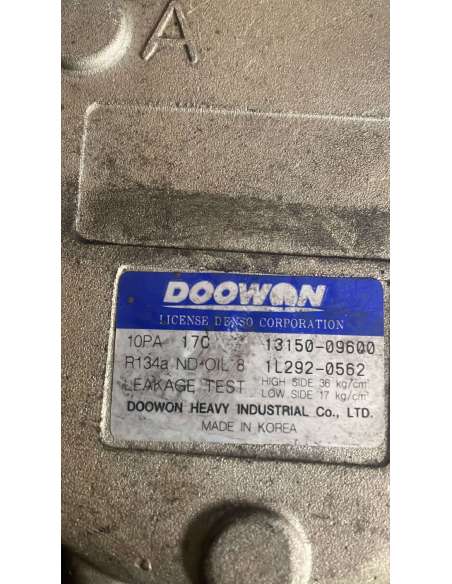 A
DOOWON
LICENSE DENSO CORPORATION
10PA 17C 13150-09600
R134a ND-OIL 8 1L292-0562
LEAKAGE TEST HIGH SIDE 36 kg/cm²
LOW SIDE 17 kg/cm²
DOOWON HEAVY INDUSTRIAL Co., LTD.
MADE IN KOREA